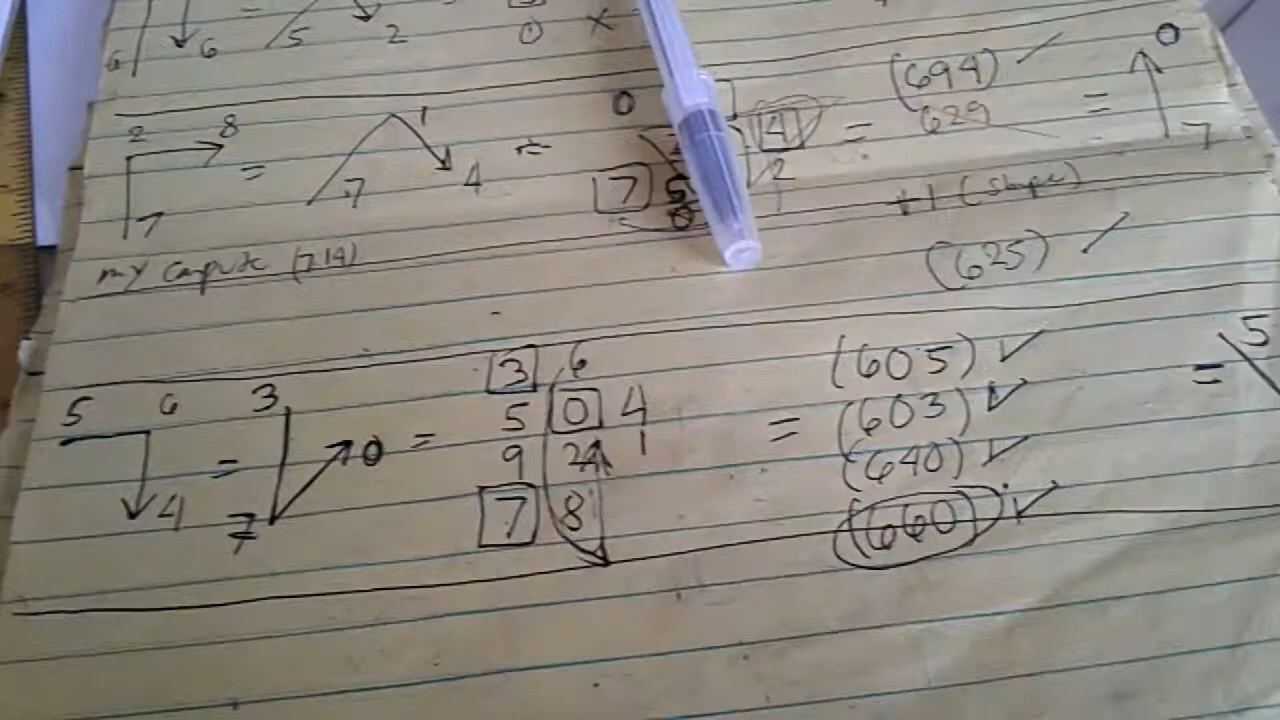 6 6 = 5 2 0 ×
2 8 = 7 1 4 = 0 7 5 4 2 = (694) 629 = 0 7
+1 (shape)
my compute (714)
(625)
5 6 4 = 3 7 0 = 3 6 = (605) = 5
5 0 4 (603)
9 24 1 (640)
7 8 (660)